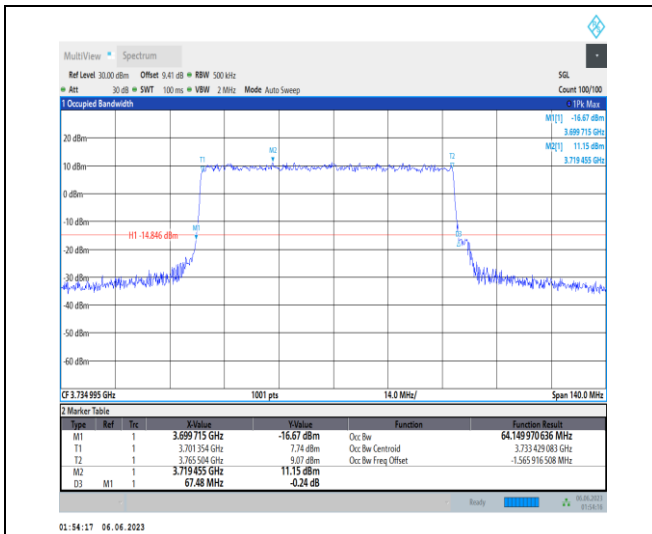 MultiView Spectrum
Ref Level 30.00 dBm Offset 9.41 dB RBW 500 kHz SGL
Att 30 dB SWT 100 ms VBW 2 MHz Mode Auto Sweep Count 100/100
1 Occupied Bandwidth 1Pk Max
M1[1] -16.67 dBm
3.699 715 GHz
M2[1] 11.15 dBm
3.719 455 GHz
20 dBm
10 dBm
0 dBm
-10 dBm
-30 dBm
-40 dBm
-50 dBm
-60 dBm
T1
M2
T2
H1 -14.846 dBm
M1
D3
CF 3.734 995 GHz 1001 pts 14.0 MHz/ Span 140.0 MHz
2 Marker Table
Type Ref Trc X-Value Y-Value Function Function Result
M1 1 3.699 715 GHz -16.67 dBm Occ Bw 64.149 970 636 MHz
T1 1 3.701 354 GHz 7.74 dBm Occ Bw Centroid 3.733 429 083 GHz
T2 1 3.765 504 GHz 9.07 dBm Occ Bw Freq Offset -1.565 916 508 MHz
M2 1 3.719 455 GHz 11.15 dBm
D3 M1 1 67.48 MHz -0.24 dB
Ready 06.06.2023
01:54:16
01:54:17 06.06.2023